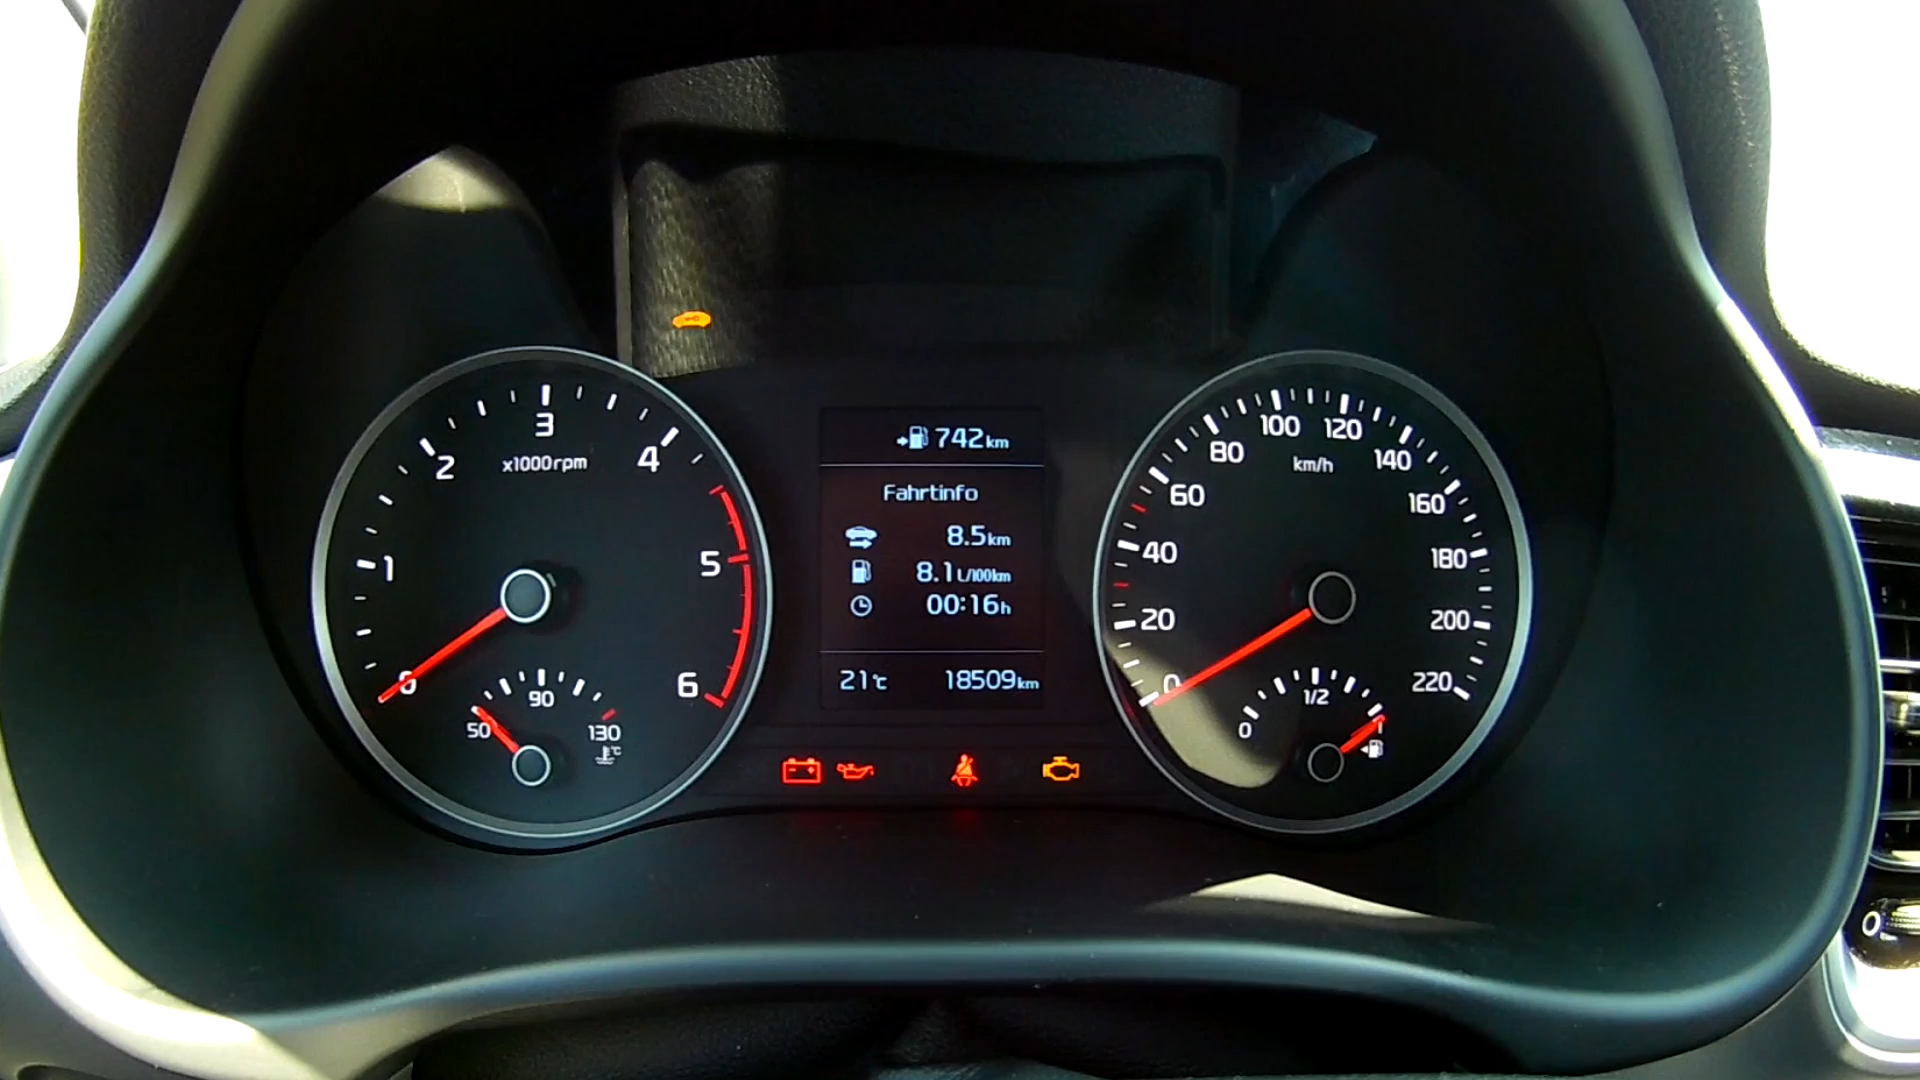 742km
Fahrtinfo
8.5km
8.1L/100km
00:16h
21°C 18509km
0 1 2 3 4 5 6
x1000rpm
50 90 130
°C
0 20 40 60 80 100 120 140 160 180 200 220
km/h
0 1/2 1
0